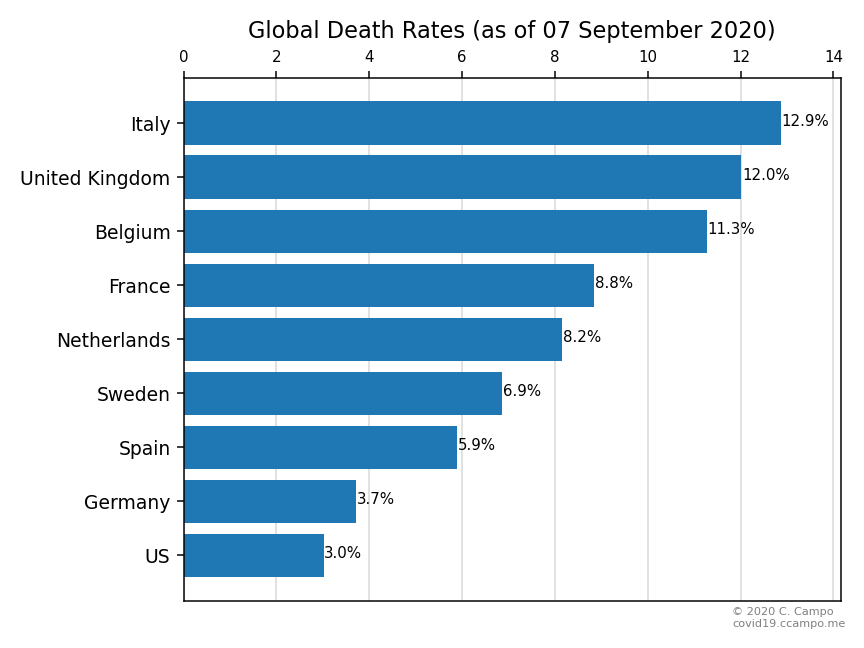 Global Death Rates (as of 07 September 2020)
0 2 4 6 8 10 12 14
Italy 12.9%
United Kingdom 12.0%
Belgium 11.3%
France 8.8%
Netherlands 8.2%
Sweden 6.9%
Spain 5.9%
Germany 3.7%
US 3.0%
© 2020 C. Campo
covid19.ccampo.me